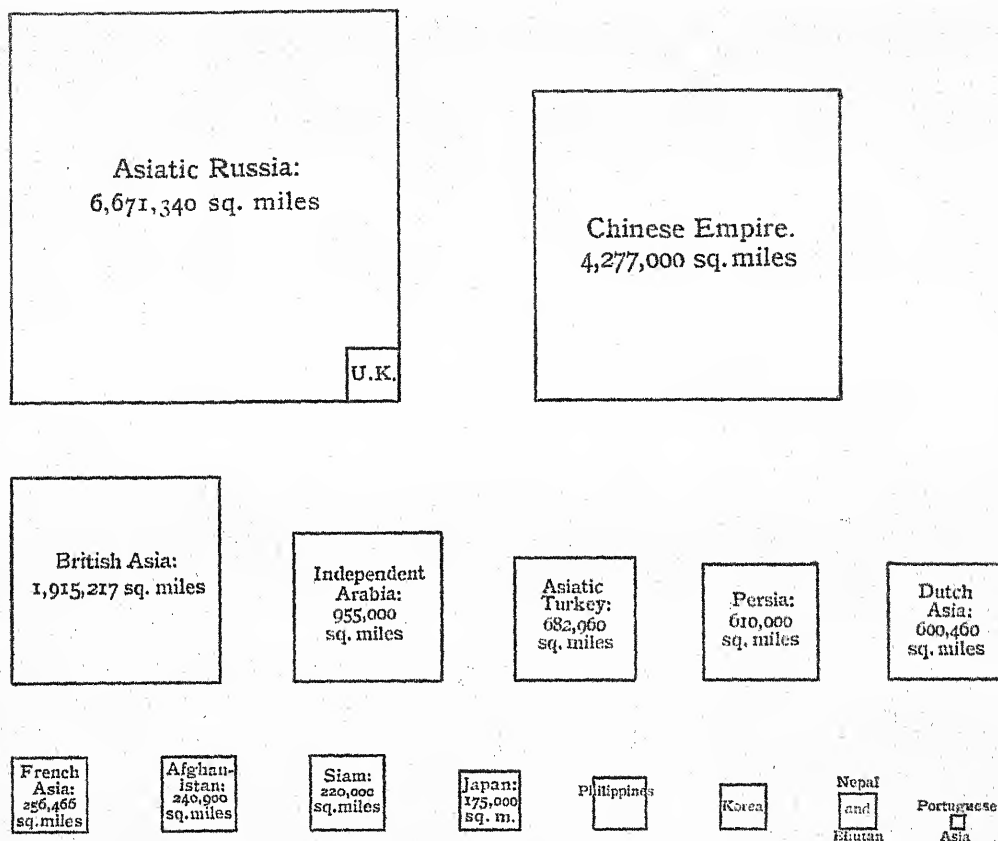 Asiatic Russia:
6,671,340 sq. miles
U.K.
Chinese Empire.
4,277,000 sq. miles
British Asia:
1,915,217 sq. miles
Independent
Arabia:
955,000
sq. miles
Asiatic
Turkey:
682,960
sq. miles
Persia:
610,000
sq. miles
Dutch
Asia:
600,460
sq. miles
French
Asia:
256,466
sq. miles
Afghan-
istan:
240,900
sq. miles
Siam:
220,000
sq. miles
Japan:
175,000
sq. m.
Philippines
Korea
Nepal
and
Bhutan
Portuguese
Asia